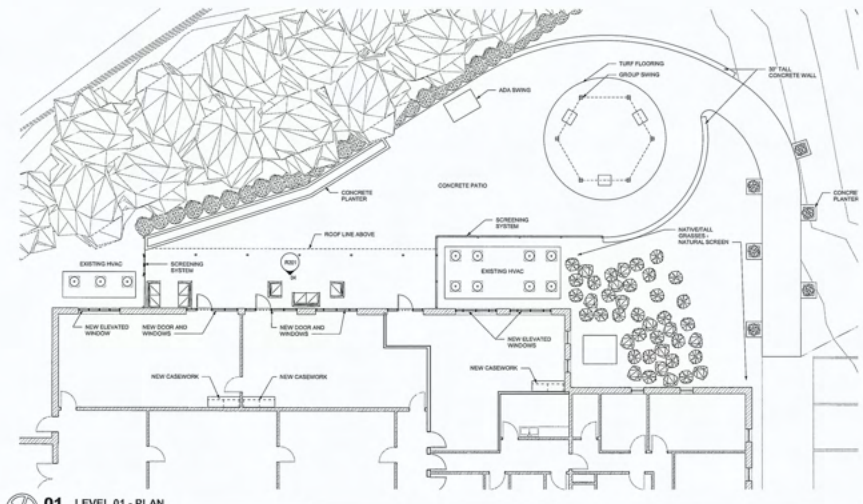 TURF FLOORING
GROUP SWING
30" TALL
CONCRETE WALL
ADA SWING
CONCRETE
PLANTER
CONCRETE PATIO
CONCRE
PLANTER
SCREENING
SYSTEM
NATIVE/TALL
GRASSES -
NATURAL SCREEN
ROOF LINE ABOVE
EXISTING HVAC
SCREENING
SYSTEM
EXISTING HVAC
NEW ELEVATED
WINDOW
NEW DOOR AND
WINDOWS
NEW DOOR AND
WINDOWS
NEW ELEVATED
WINDOWS
NEW CASEWORK
NEW CASEWORK
NEW CASEWORK
01 LEVEL 01 - PLAN